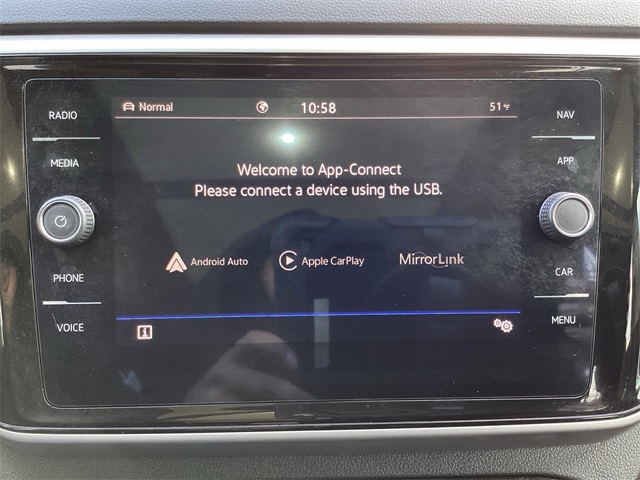 Normal 10:58 51°F
RADIO
MEDIA
PHONE
VOICE
Welcome to App-Connect
Please connect a device using the USB.
Android Auto Apple CarPlay MirrorLink
i
NAV
APP
CAR
MENU